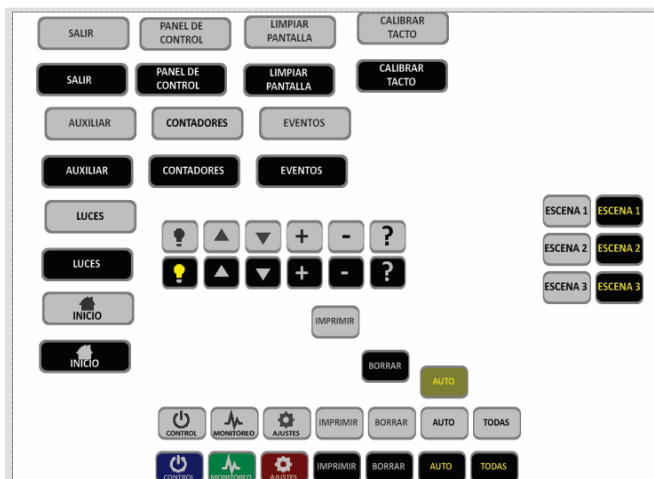 SALIR
PANEL DE
CONTROL
LIMPIAR
PANTALLA
CALIBRAR
TACTO
SALIR
PANEL DE
CONTROL
LIMPIAR
PANTALLA
CALIBRAR
TACTO
AUXILIAR
CONTADORES
EVENTOS
AUXILIAR
CONTADORES
EVENTOS
LUCES
ESCENA 1
ESCENA 1
+
-
?
ESCENA 2
ESCENA 2
LUCES
+
-
?
ESCENA 3
ESCENA 3
INICIO
IMPRIMIR
INICIO
BORRAR
AUTO
CONTROL
MONITOREO
AJUSTES
IMPRIMIR
BORRAR
AUTO
TODAS
CONTROL
MONITOREO
AJUSTES
IMPRIMIR
BORRAR
AUTO
TODAS